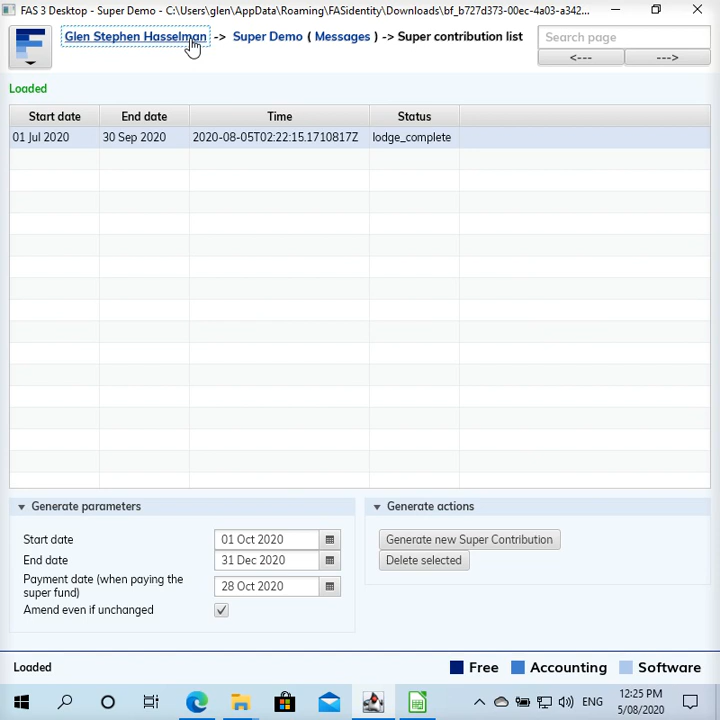 FAS 3 Desktop - Super Demo - C:\Users\glen\AppData\Roaming\FASidentity\Downloads\bf_b727d373-00ec-4a03-a342...
Glen Stephen Hasselman -> Super Demo ( Messages ) -> Super contribution list
Search page
<--- --->
Loaded
Start date End date Time Status
01 Jul 2020 30 Sep 2020 2020-08-05T02:22:15.1710817Z lodge_complete
Generate parameters
Start date 01 Oct 2020
End date 31 Dec 2020
Payment date (when paying the
super fund) 28 Oct 2020
Amend even if unchanged
Generate actions
Generate new Super Contribution
Delete selected
Loaded
Free Accounting Software
ENG
12:25 PM
5/08/2020